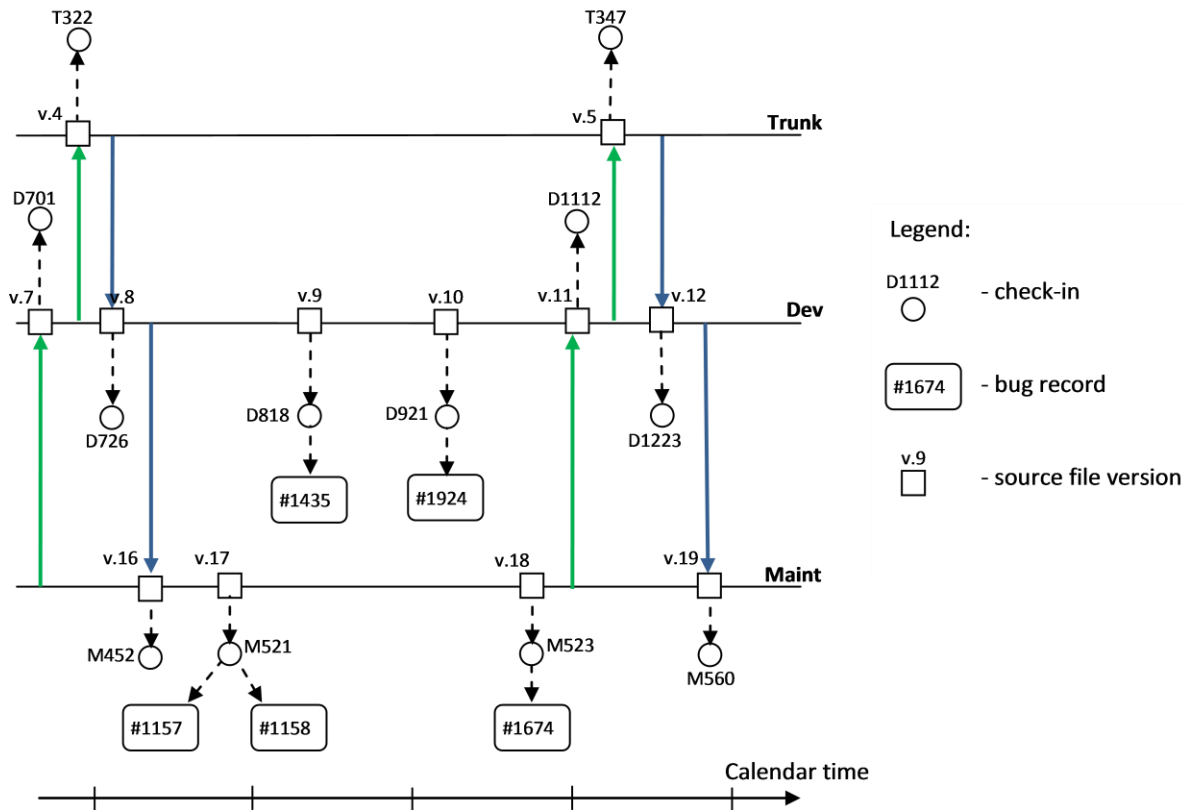 T322
T347
v.4
v.5
Trunk
D701
D1112
v.7
v.8
v.9
v.10
v.11
v.12
Dev
D726
D818
D921
D1223
#1435
#1924
v.16
v.17
v.18
v.19
Maint
M452
M521
M523
M560
#1157
#1158
#1674
Calendar time
Legend:
D1112
- check-in
#1674
- bug record
v.9
- source file version